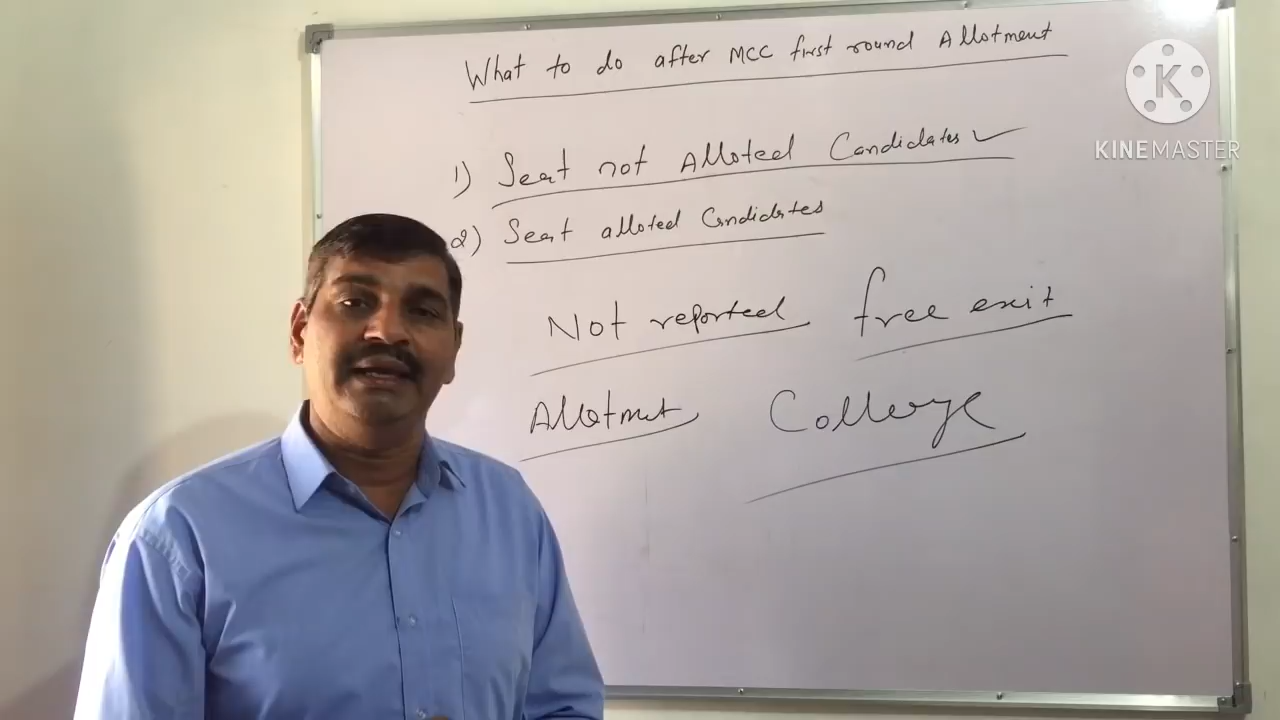 What to do after MCC first round Allotment
1) Seat not Alloted Candidates ✓
2) Seat alloted Candidates
Not reported free exit
Allotmet College
K
KINEMASTER